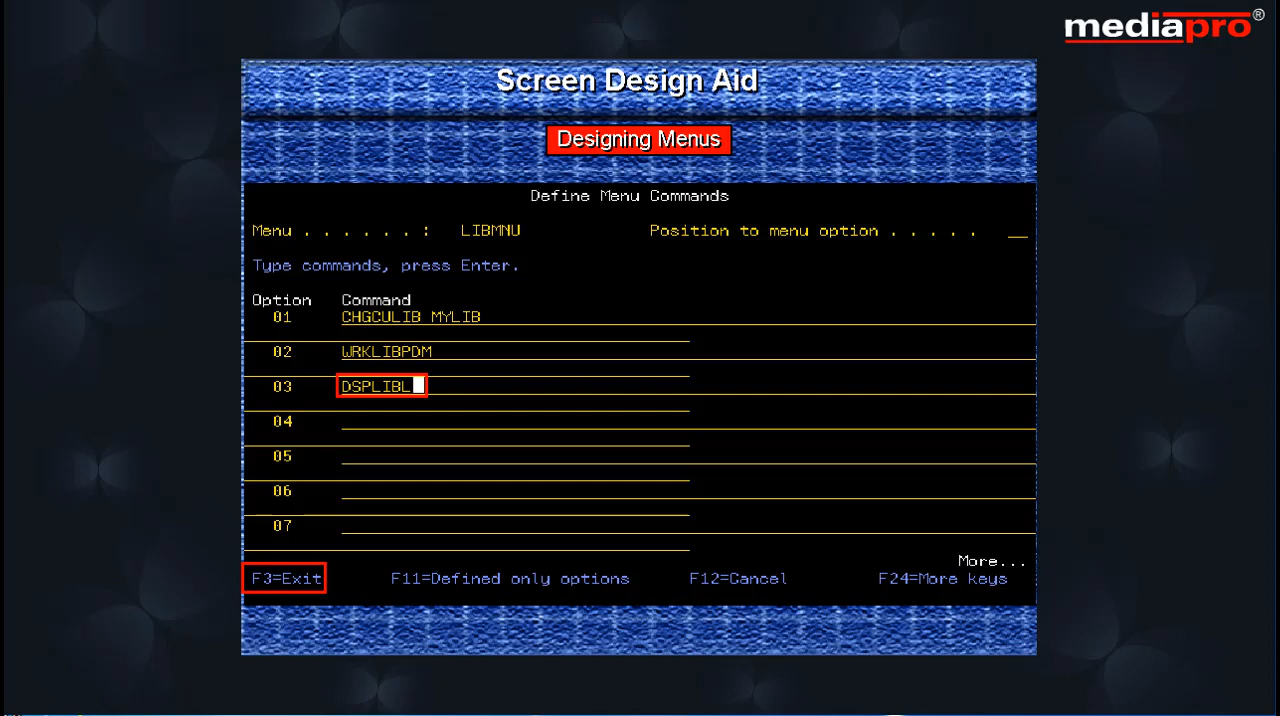 mediapro®
Screen Design Aid
Designing Menus
Define Menu Commands
Menu . . . . . . : LIBMNU Position to menu option . . . . . __
Type commands, press Enter.
Option Command
01 CHGCULIB MYLIB
02 WRKLIBPDM
03 DSPLIBL
04
05
06
07
More...
F3=Exit F11=Defined only options F12=Cancel F24=More keys